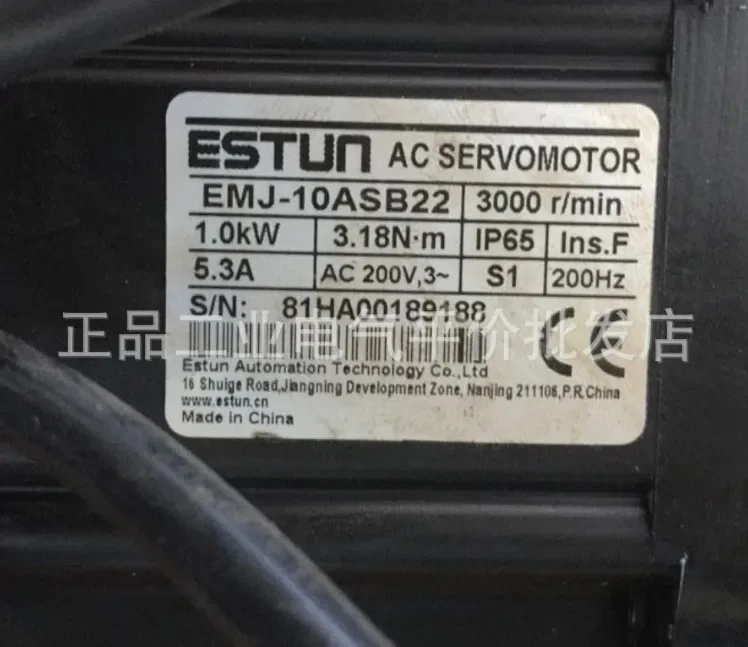 ESTUN AC SERVOMOTOR
EMJ-10ASB22 3000 r/min
1.0kW 3.18N·m IP65 Ins.F
5.3A AC 200V,3~ S1 200Hz
S/N: 81HA00189188
正品工业电气平价批发店
CE
Estun Automation Technology Co.,Ltd
16 Shuige Road,Jiangning Development Zone, Nanjing 211106,P.R.China
www.estun.cn
Made in China